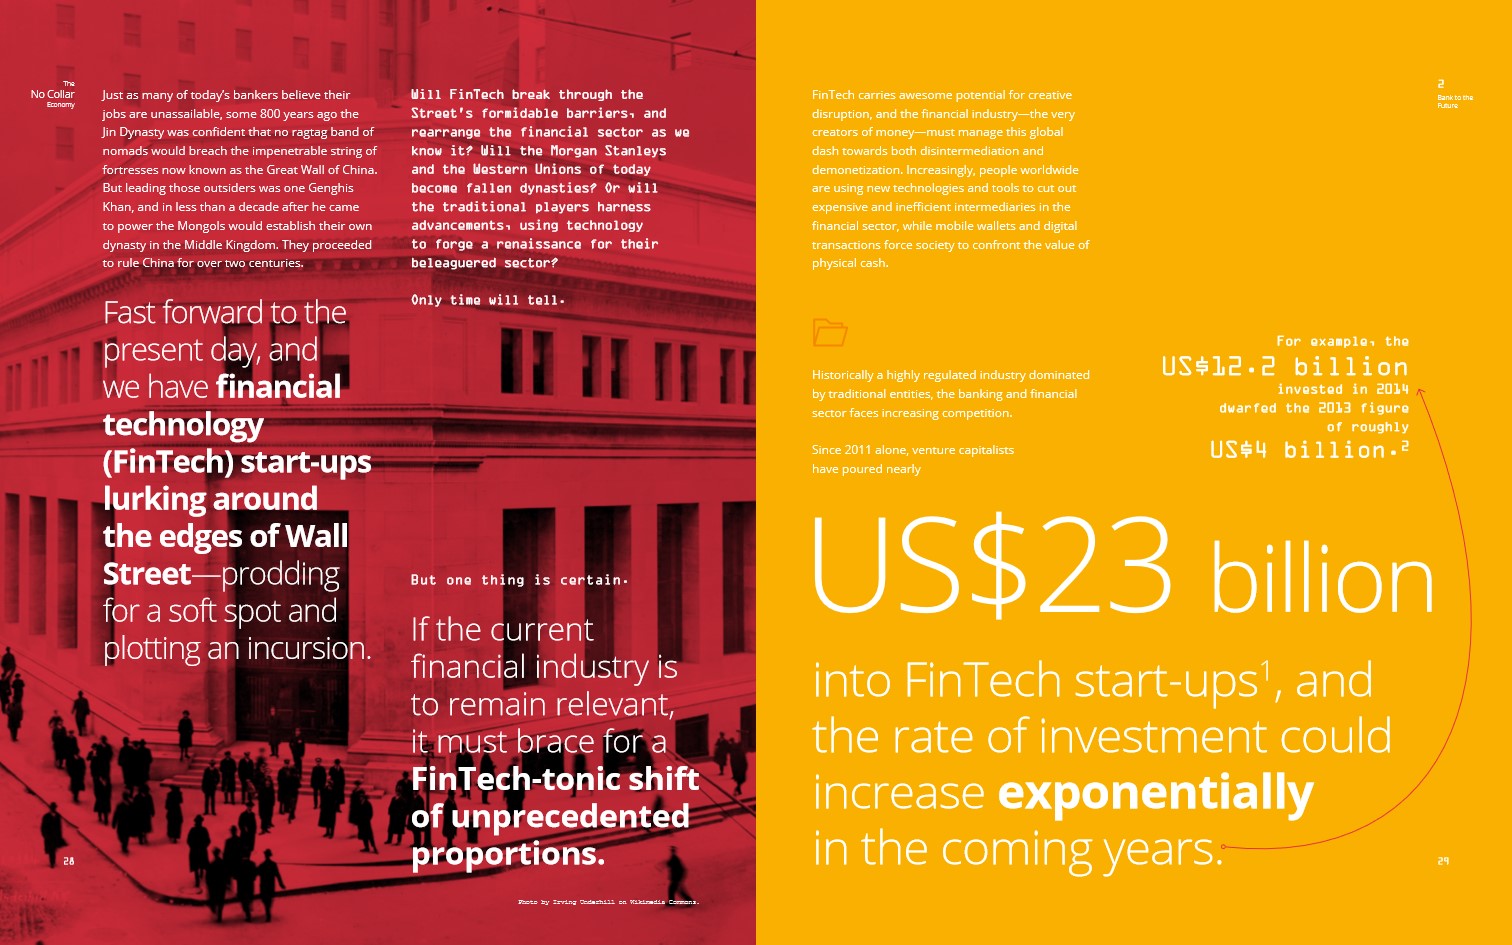 The
No Collar
Economy
Just as many of today's bankers believe their
jobs are unassailable, some 800 years ago the
Jin Dynasty was confident that no ragtag band of
nomads would breach the impenetrable string of
fortresses now known as the Great Wall of China.
But leading those outsiders was one Genghis
Khan, and in less than a decade after he came
to power the Mongols would establish their own
dynasty in the Middle Kingdom. They proceeded
to rule China for over two centuries.
Fast forward to the
present day, and
we have financial
technology
(FinTech) start-ups
lurking around
the edges of Wall
Street—prodding
for a soft spot and
plotting an incursion.
28
Will FinTech break through the
Street's formidable barriers, and
rearrange the financial sector as we
know it? Will the Morgan Stanleys
and the Western Unions of today
become fallen dynasties? Or will
the traditional players harness
advancements, using technology
to forge a renaissance for their
beleaguered sector?
Only time will tell.
But one thing is certain.
If the current
financial industry is
to remain relevant,
it must brace for a
FinTech-tonic shift
of unprecedented
proportions.
Photo by Irving Underhill on Wikimedia Commons.
FinTech carries awesome potential for creative
disruption, and the financial industry—the very
creators of money—must manage this global
dash towards both disintermediation and
demonetization. Increasingly, people worldwide
are using new technologies and tools to cut out
expensive and inefficient intermediaries in the
financial sector, while mobile wallets and digital
transactions force society to confront the value of
physical cash.
2
Bank to the
Future
Historically a highly regulated industry dominated
by traditional entities, the banking and financial
sector faces increasing competition.
Since 2011 alone, venture capitalists
have poured nearly
For example, the
US$12.2 billion
invested in 2014
dwarfed the 2013 figure
of roughly
US$4 billion.²
US$23 billion
into FinTech start-ups¹, and
the rate of investment could
increase exponentially
in the coming years.
29